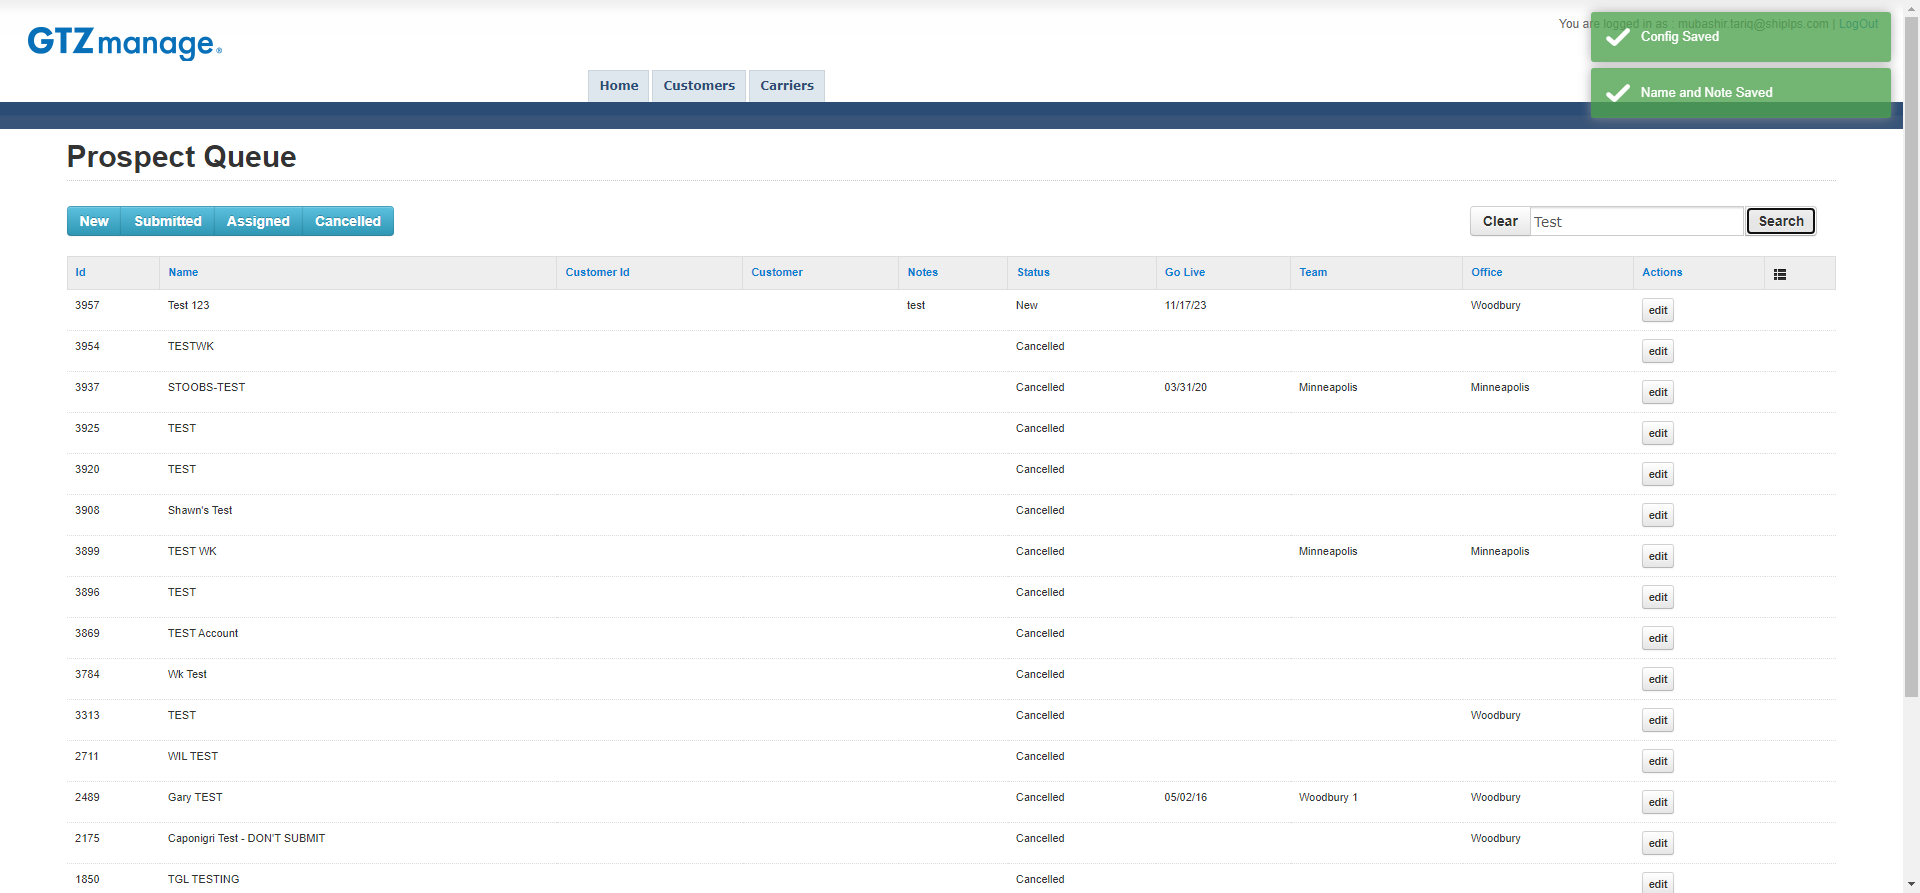 GTZmanage®
You are logged in as : mubashir.tariq@shiplps.com | LogOut
Config Saved
Name and Note Saved
Home Customers Carriers
Prospect Queue
New Submitted Assigned Cancelled
Clear Test Search
Id Name Customer Id Customer Notes Status Go Live Team Office Actions
3957 Test 123 test New 11/17/23 Woodbury edit
3954 TESTWK Cancelled edit
3937 STOOBS-TEST Cancelled 03/31/20 Minneapolis Minneapolis edit
3925 TEST Cancelled edit
3920 TEST Cancelled edit
3908 Shawn's Test Cancelled edit
3899 TEST WK Cancelled Minneapolis Minneapolis edit
3896 TEST Cancelled edit
3869 TEST Account Cancelled edit
3784 Wk Test Cancelled edit
3313 TEST Cancelled Woodbury edit
2711 WIL TEST Cancelled edit
2489 Gary TEST Cancelled 05/02/16 Woodbury 1 Woodbury edit
2175 Caponigri Test - DON'T SUBMIT Cancelled Woodbury edit
1850 TGL TESTING Cancelled edit